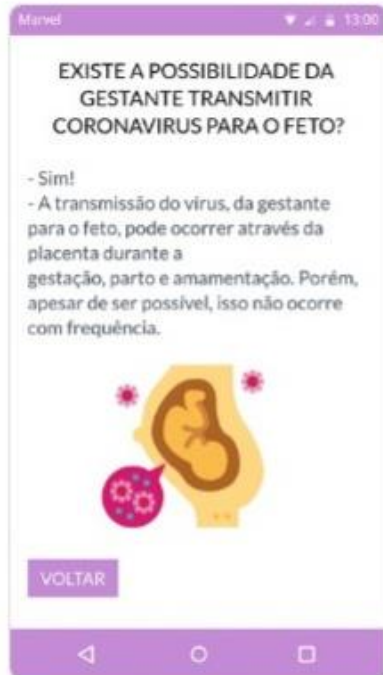 Marvel 13:00
EXISTE A POSSIBILIDADE DA
GESTANTE TRANSMITIR
CORONAVIRUS PARA O FETO?
- Sim!
- A transmissão do vírus, da gestante
para o feto, pode ocorrer através da
placenta durante a
gestação, parto e amamentação. Porém,
apesar de ser possível, isso não ocorre
com frequência.
VOLTAR